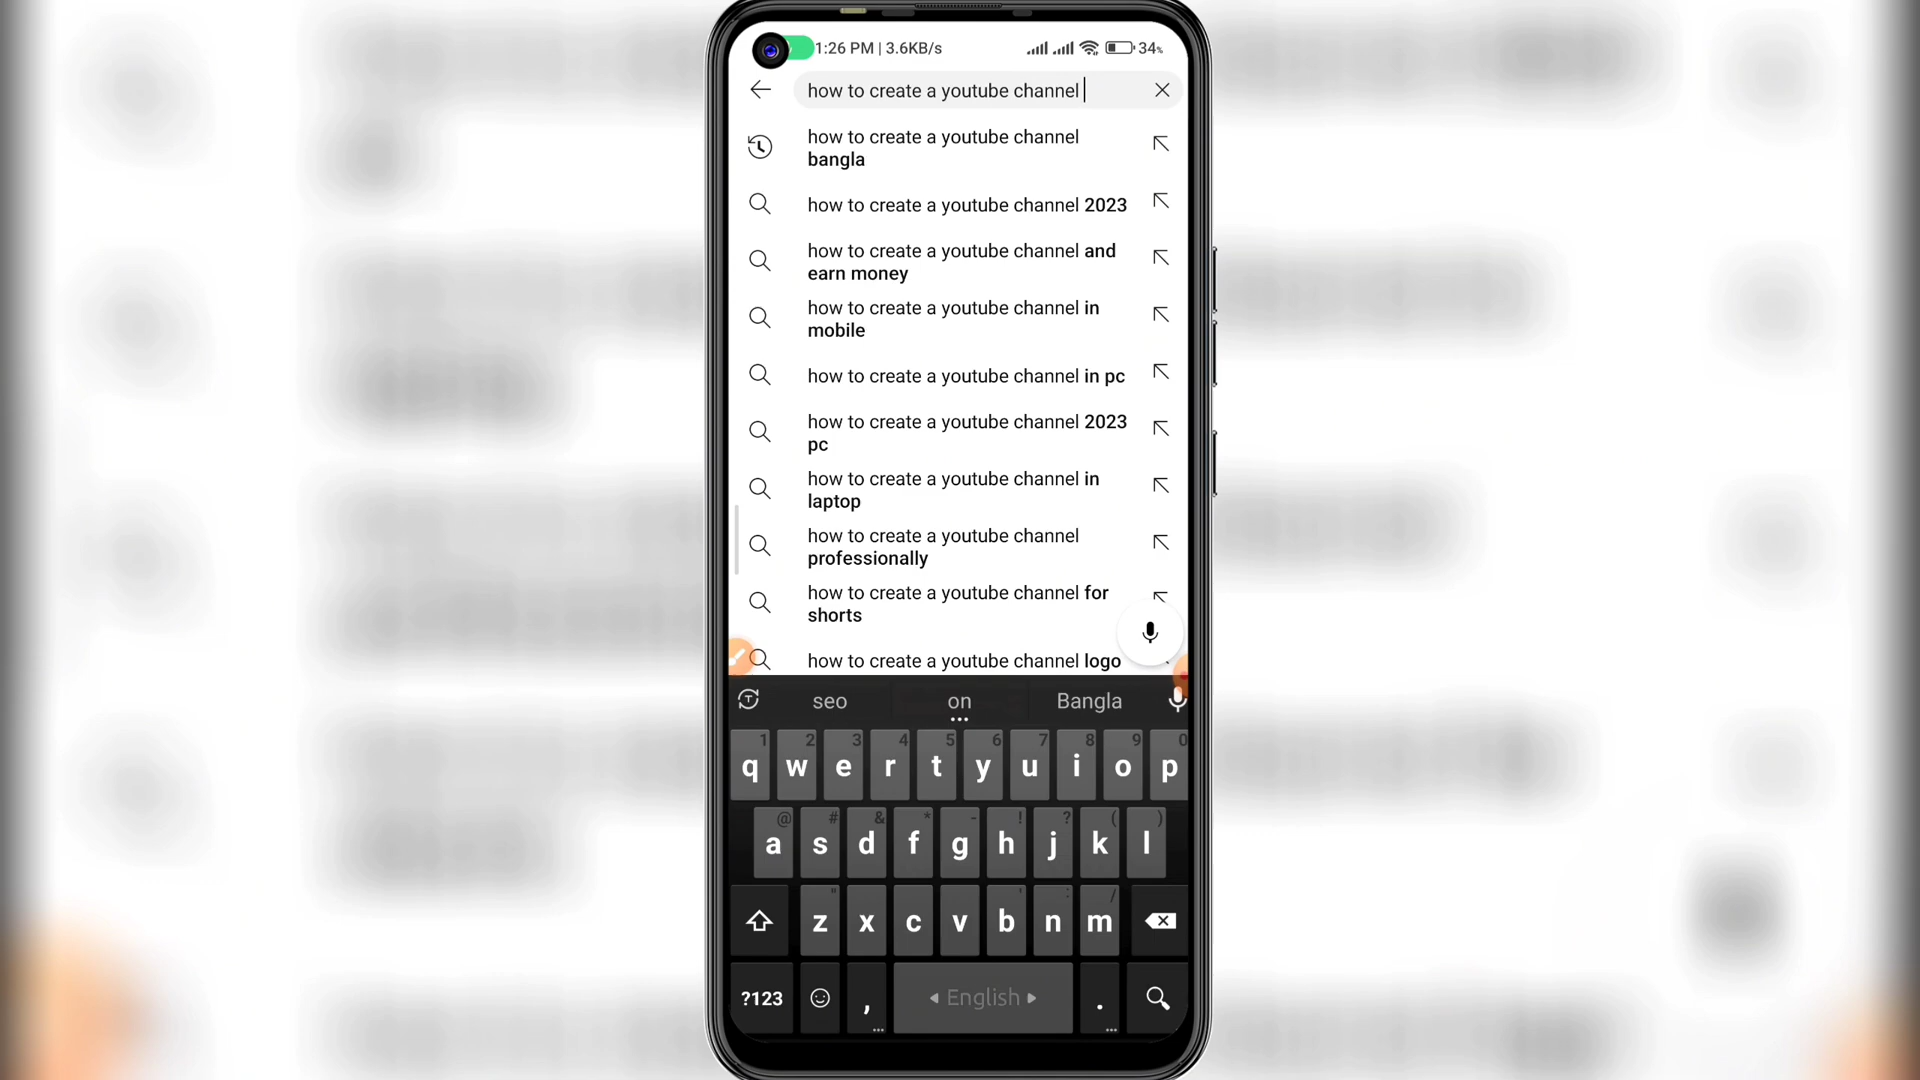 1:26 PM | 3.6KB/s
34%
how to create a youtube channel
how to create a youtube channel
bangla
how to create a youtube channel 2023
how to create a youtube channel and
earn money
how to create a youtube channel in
mobile
how to create a youtube channel in pc
how to create a youtube channel 2023
pc
how to create a youtube channel in
laptop
how to create a youtube channel
professionally
how to create a youtube channel for
shorts
how to create a youtube channel logo
seo on Bangla
1 2 3 4 5 6 7 8 9 0
q w e r t y u i o p
@ # & * - ! ? ( )
a s d f g h j k l
" ' : /
z x c v b n m
?123 , English .